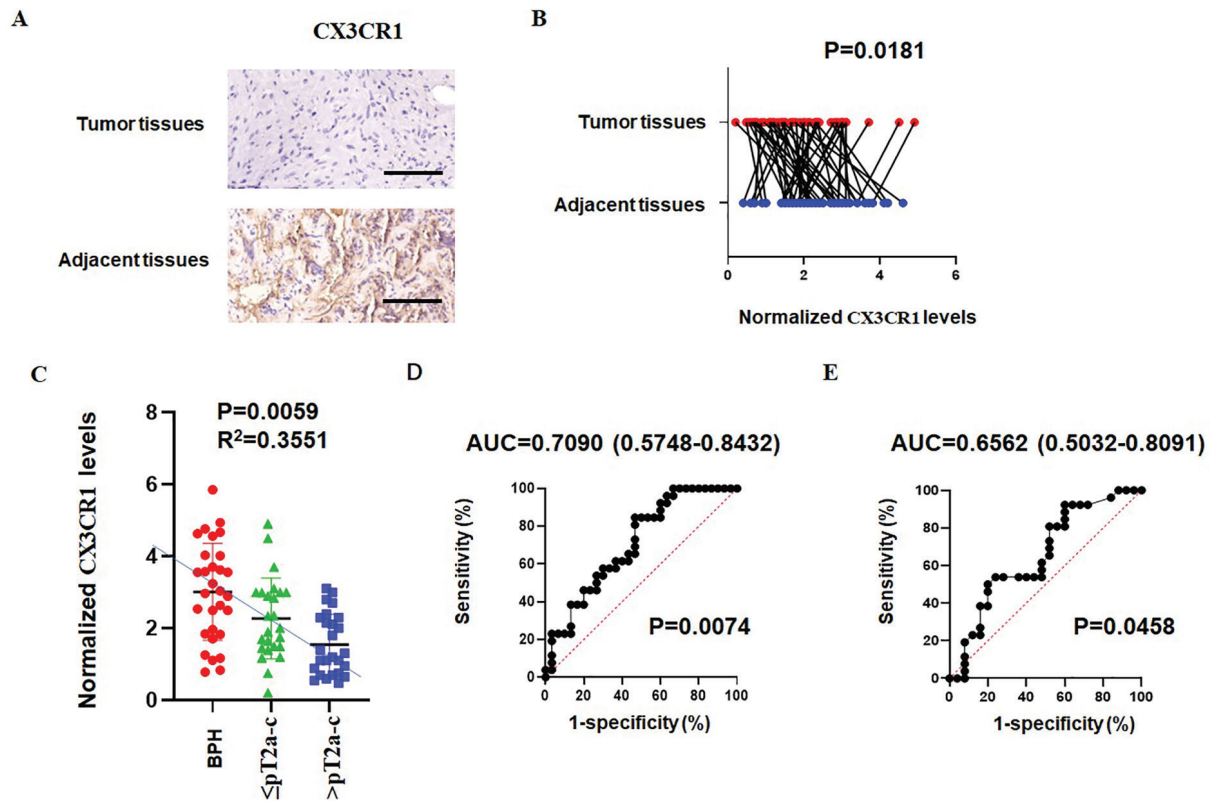 A
CX3CR1
Tumor tissues
Adjacent tissues
B
P=0.0181
Tumor tissues
Adjacent tissues
0 2 4 6
Normalized CX3CR1 levels
C
P=0.0059
R²=0.3551
Normalized CX3CR1 levels
8
6
4
2
0
BPH
≤pT2a-c
>pT2a-c
D
AUC=0.7090 (0.5748-0.8432)
Sensitivity (%)
100
80
60
40
20
0
P=0.0074
0 20 40 60 80 100
1-specificity (%)
E
AUC=0.6562 (0.5032-0.8091)
Sensitivity (%)
100
80
60
40
20
0
P=0.0458
0 20 40 60 80 100
1-specificity (%)